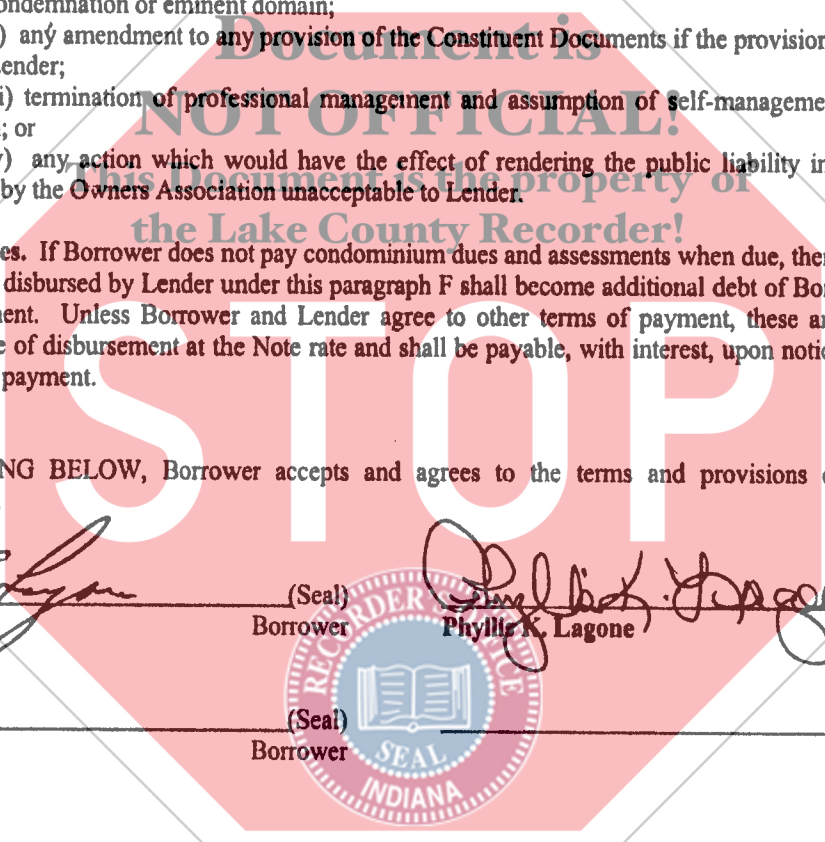 ondemnation or eminent domain;
Document is
) any amendment to any provision of the Constituent Documents if the provision
ender;
i) termination of professional management and assumption of self-manageme
NOT OFFICIAL!
; or
) any action which would have the effect of rendering the public liability in
This Document is the property of
by the Owners Association unacceptable to Lender.
the Lake County Recorder!
es. If Borrower does not pay condominium dues and assessments when due, the
disbursed by Lender under this paragraph F shall become additional debt of Bo
ent. Unless Borrower and Lender agree to other terms of payment, these a
e of disbursement at the Note rate and shall be payable, with interest, upon notic
payment.
STOP
NG BELOW, Borrower accepts and agrees to the terms and provisions
(Seal)
Borrower
Phyllis K. Lagone
RECORDER'S OFFICE
(Seal)
Borrower
SEAL
INDIANA